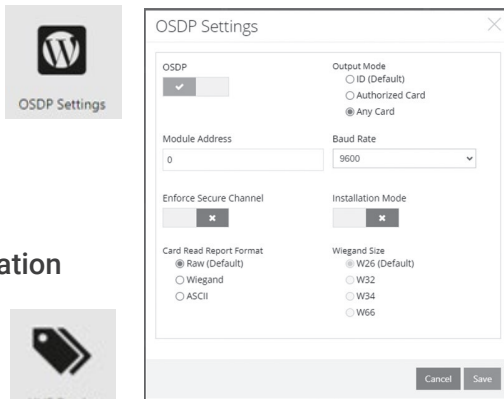 OSDP Settings
OSDP Settings
OSDP
Output Mode
ID (Default)
Authorized Card
Any Card
Module Address
Baud Rate
0
9600
Enforce Secure Channel
Installation Mode
Card Read Report Format
Wiegand Size
Raw (Default)
W26 (Default)
Wiegand
W32
ASCII
W34
W66
ation
Cancel
Save